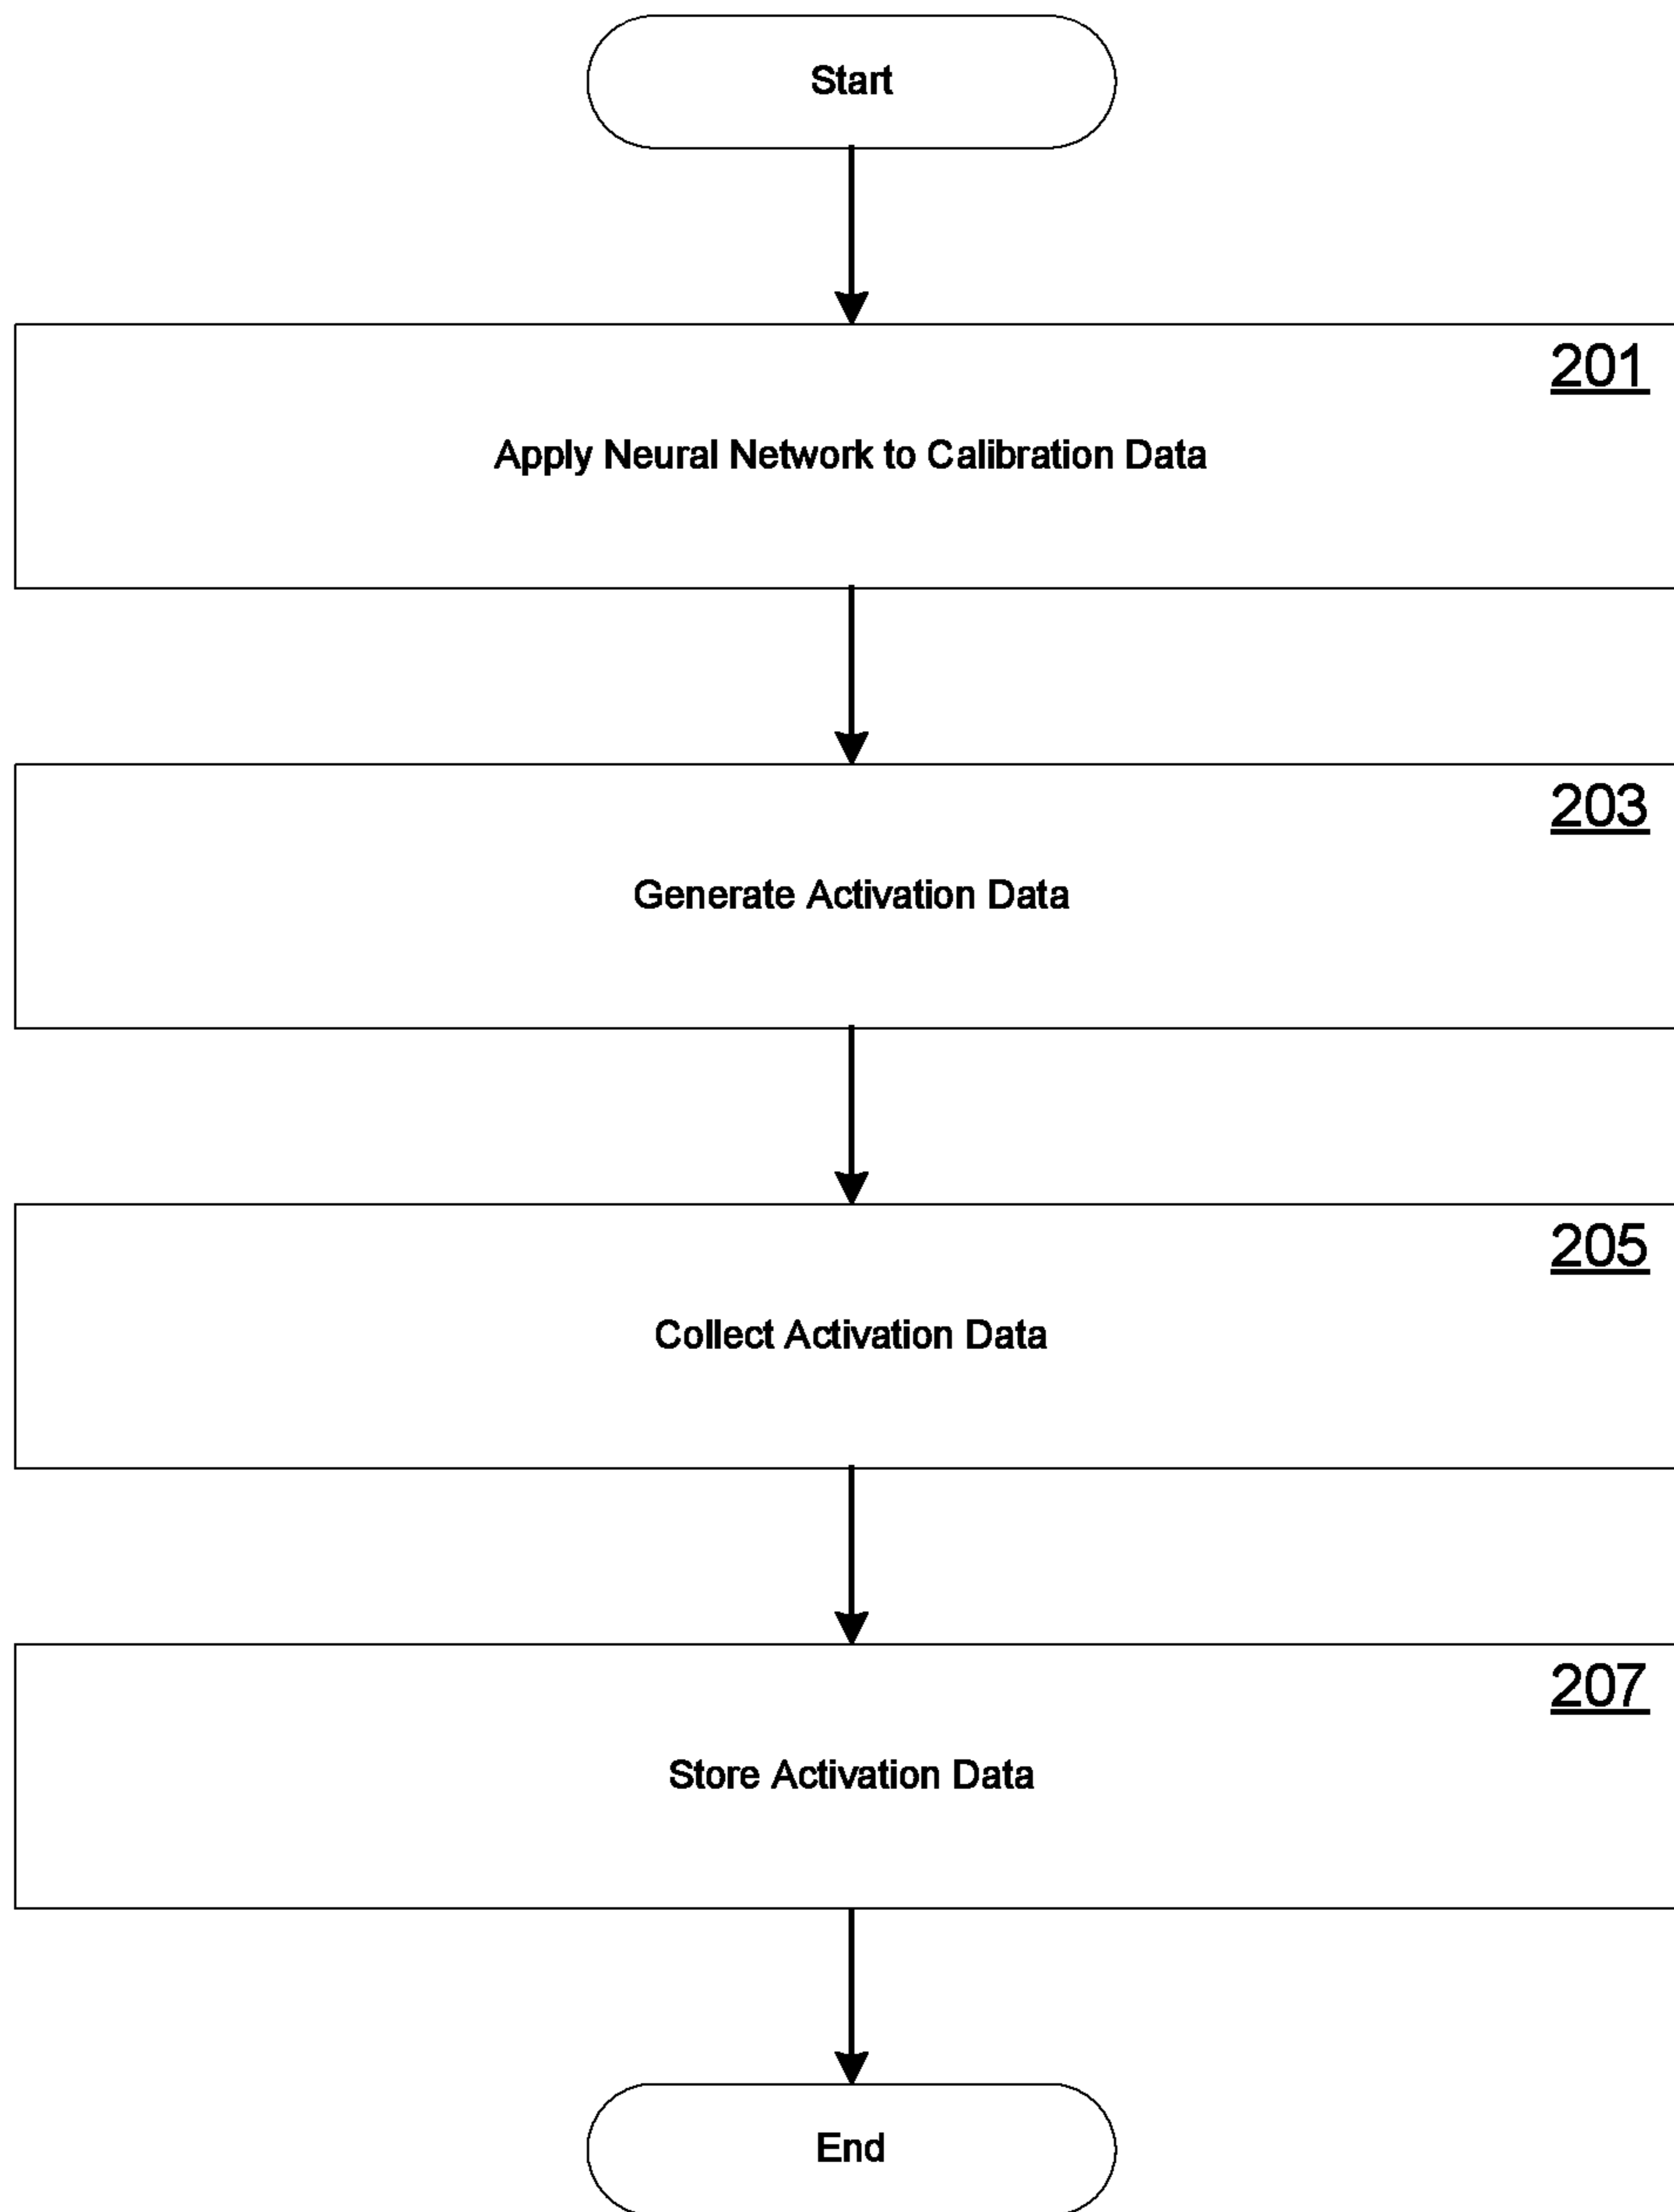 Start
201
Apply Neural Network to Calibration Data
203
Generate Activation Data
205
Collect Activation Data
207
Store Activation Data
End